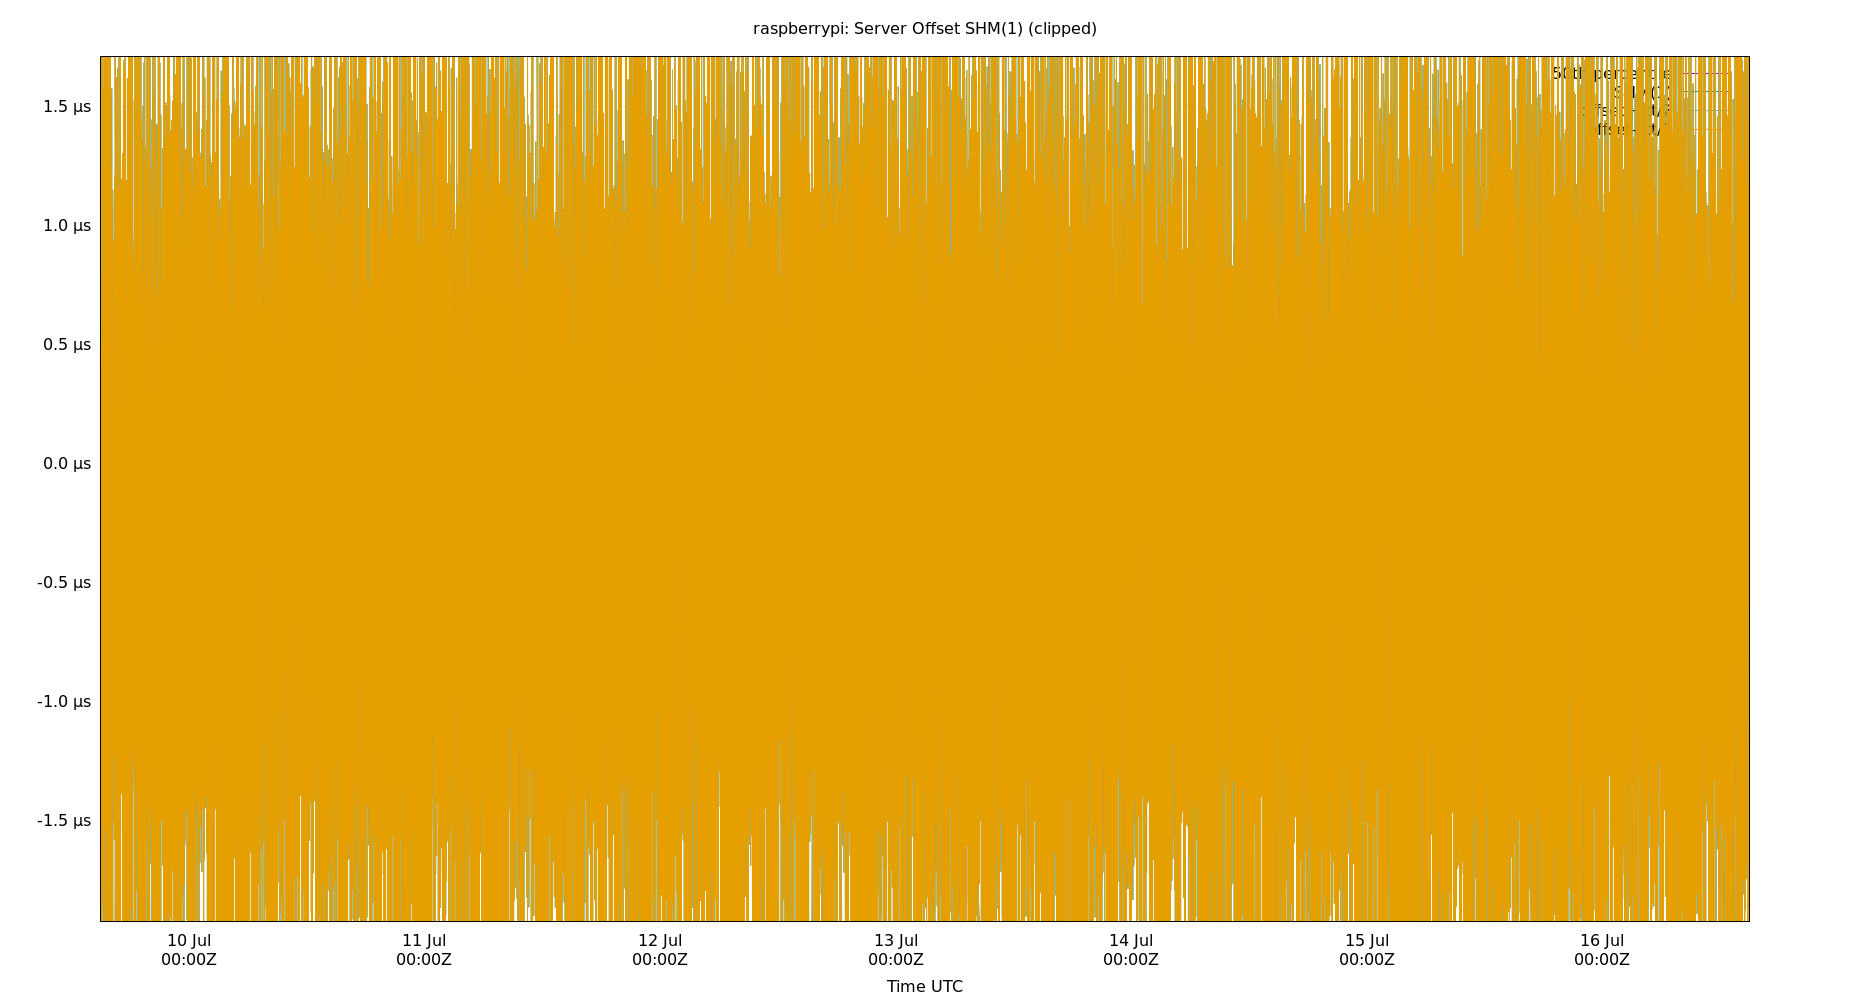 raspberrypi: Server Offset SHM(1) (clipped)
1.5 µs
1.0 µs
0.5 µs
0.0 µs
-0.5 µs
-1.0 µs
-1.5 µs
10 Jul
00:00Z
11 Jul
00:00Z
12 Jul
00:00Z
13 Jul
00:00Z
14 Jul
00:00Z
15 Jul
00:00Z
16 Jul
00:00Z
Time UTC